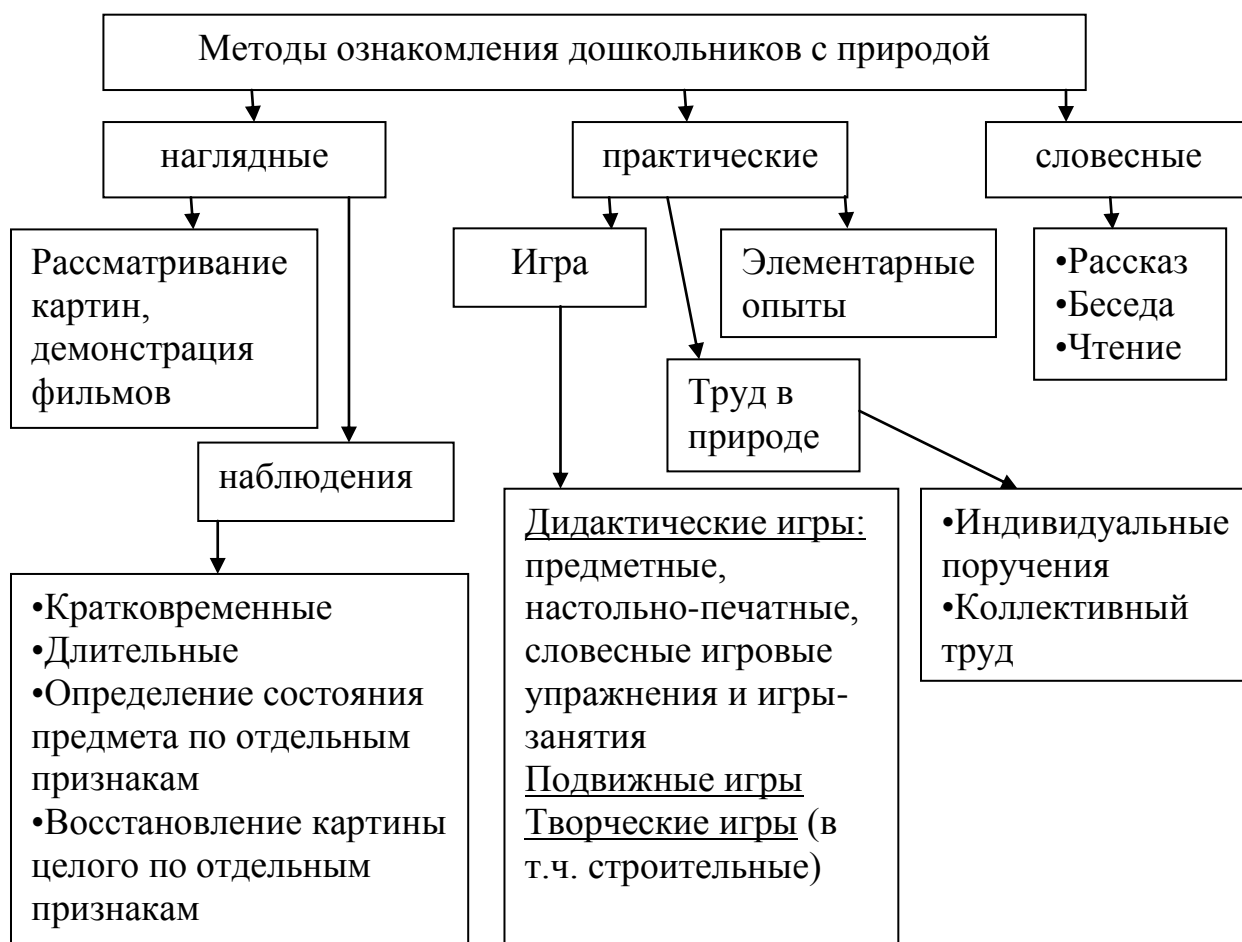 Методы ознакомления дошкольников с природой
наглядные
практические
словесные
Рассматривание
картин,
демонстрация
фильмов
Игра
Элементарные
опыты
•Рассказ
•Беседа
•Чтение
Труд в
природе
наблюдения
Дидактические игры:
предметные,
настольно-печатные,
словесные игровые
упражнения и игры-
занятия
Подвижные игры
Творческие игры (в
т.ч. строительные)
•Индивидуальные
поручения
•Коллективный
труд
•Кратковременные
•Длительные
•Определение состояния
предмета по отдельным
признакам
•Восстановление картины
целого по отдельным
признакам